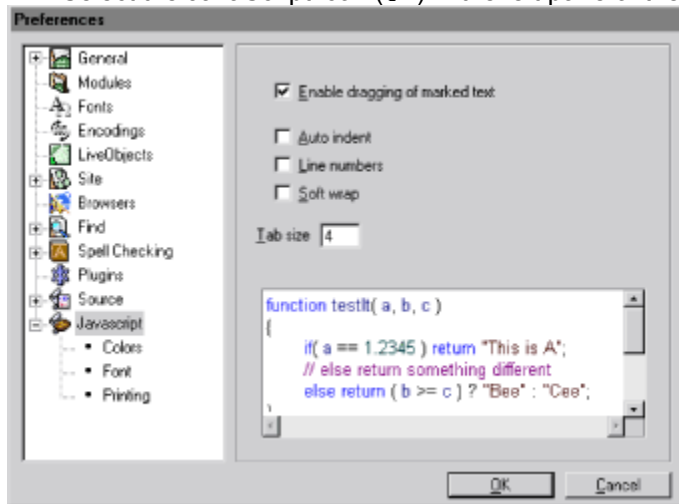 Preferences
General
Modules
Fonts
Encodings
LiveObjects
Site
Browsers
Find
Spell Checking
Plugins
Source
Javascript
• Colors
• Font
• Printing
Enable dragging of marked text
Auto indent
Line numbers
Soft wrap
Tab size 4
function testIt( a, b, c )
{
if( a == 1.2345 ) return "This is A";
// else return something different
else return ( b >= c ) ? "Bee" : "Cee";
OK Cancel